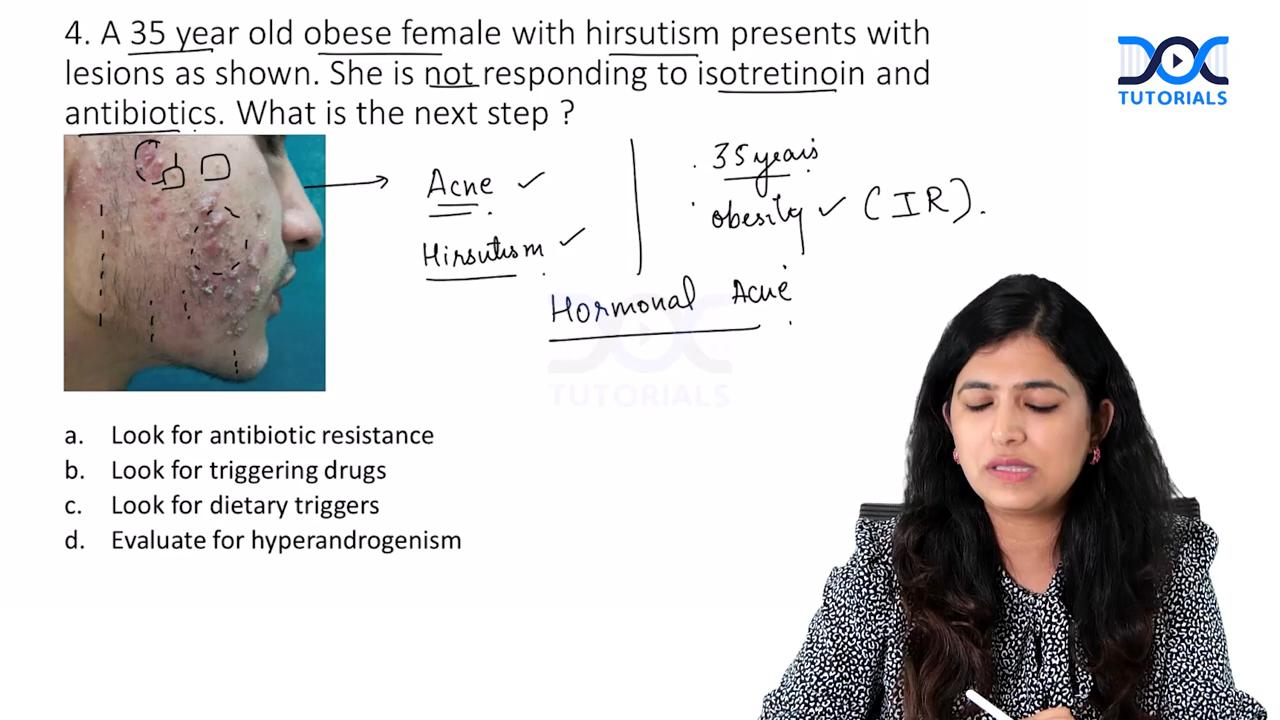 4. A 35 year old obese female with hirsutism presents with
lesions as shown. She is not responding to isotretinoin and
antibiotics. What is the next step ?
DOC
TUTORIALS
Acne ✓
Hirsutism ✓
. 35 years
. obesity ✓ (IR).
Hormonal Acne
TUTORIALS
a. Look for antibiotic resistance
b. Look for triggering drugs
c. Look for dietary triggers
d. Evaluate for hyperandrogenism